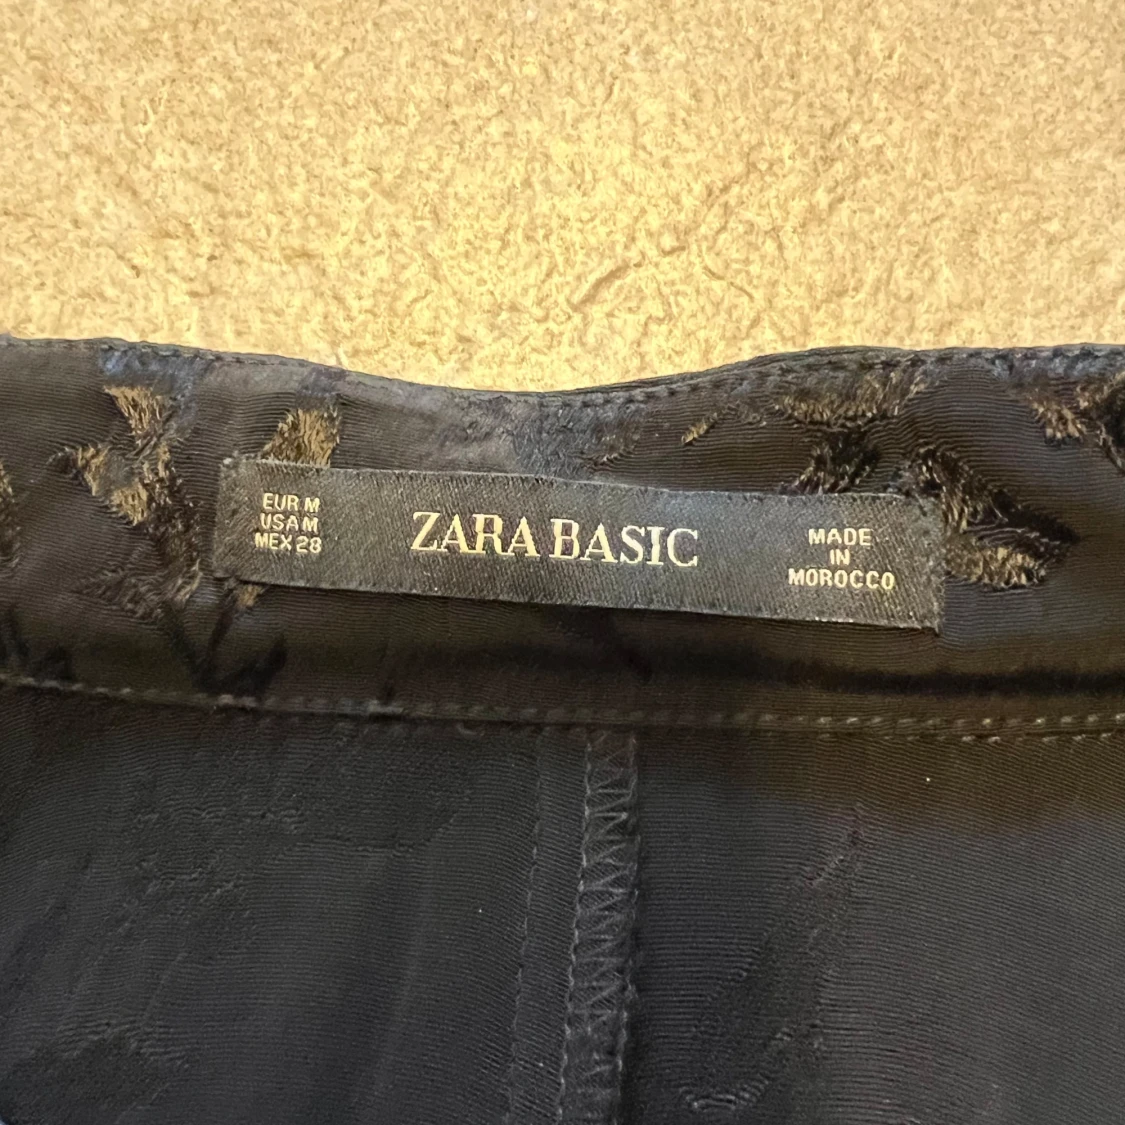 EUR M
USA M
MEX 28
ZARA BASIC
MADE
IN
MOROCCO